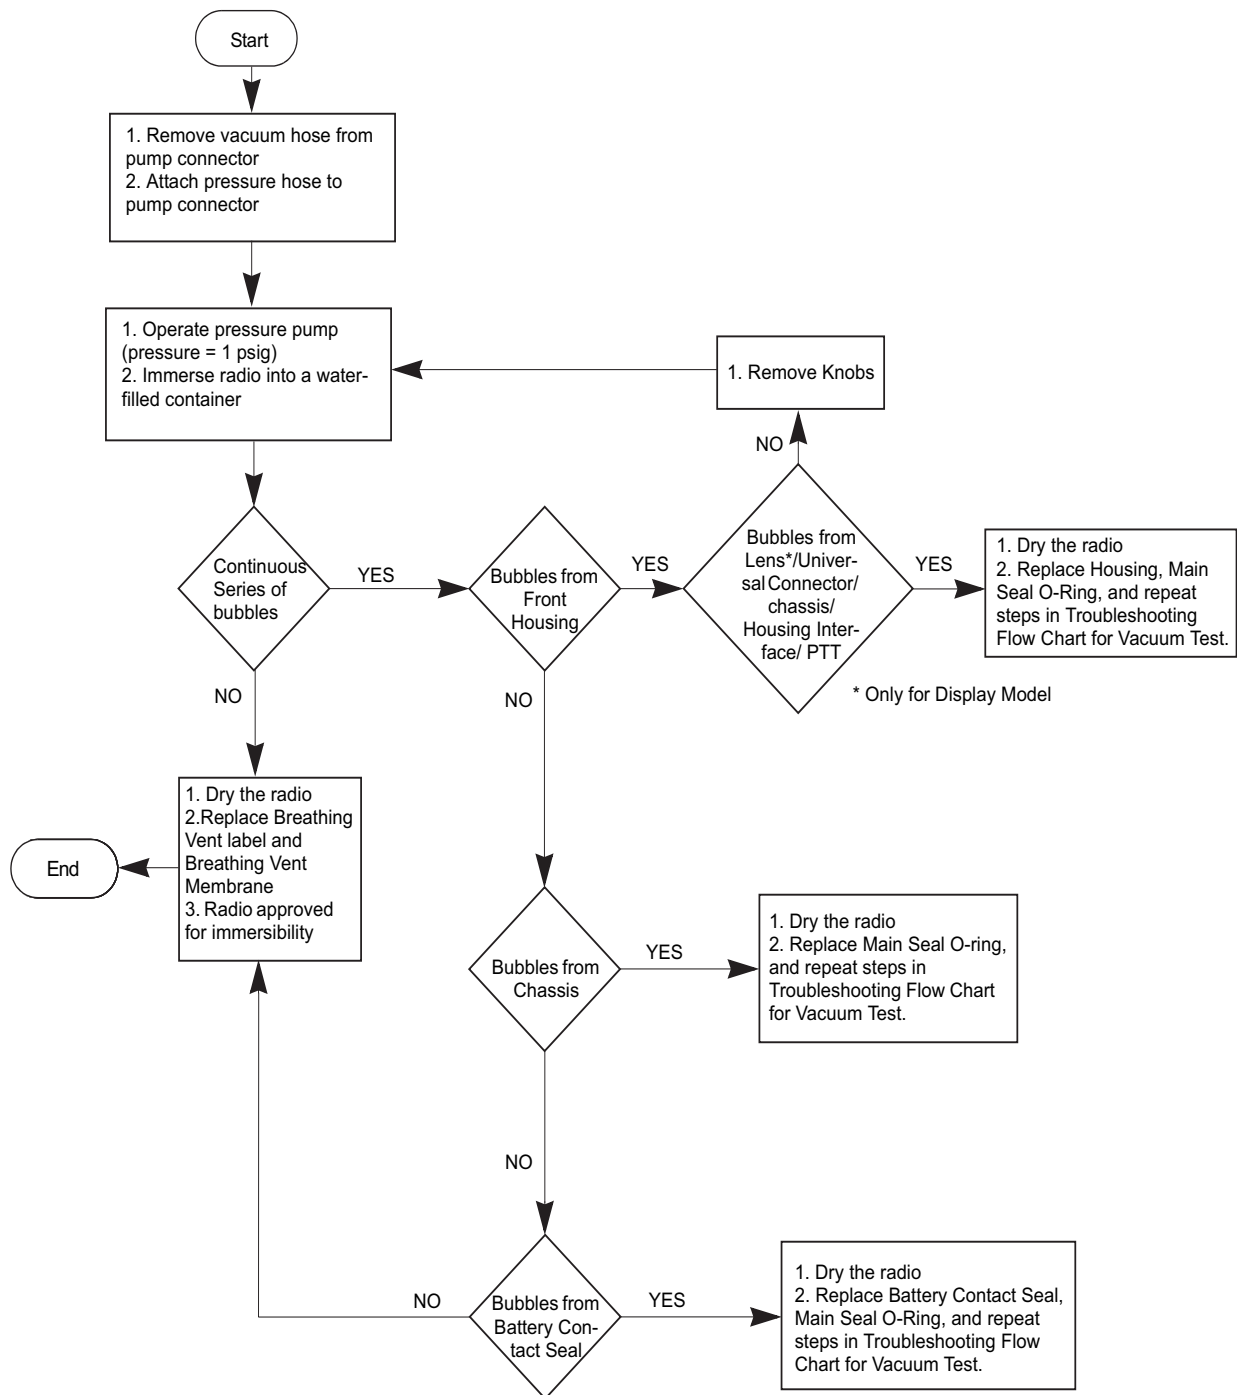 Start
1. Remove vacuum hose from
pump connector
2. Attach pressure hose to
pump connector
1. Operate pressure pump
(pressure = 1 psig)
2. Immerse radio into a water-
filled container
1. Remove Knobs
NO
Continuous
Series of
bubbles
YES
Bubbles from
Front
Housing
YES
Bubbles from
Lens*/Univer-
sal Connector/
chassis/
Housing Inter-
face/ PTT
YES
1. Dry the radio
2. Replace Housing, Main
Seal O-Ring, and repeat
steps in Troubleshooting
Flow Chart for Vacuum Test.
* Only for Display Model
NO
NO
1. Dry the radio
2.Replace Breathing
Vent label and
Breathing Vent
Membrane
3. Radio approved
for immersibility
End
Bubbles from
Chassis
YES
1. Dry the radio
2. Replace Main Seal O-ring,
and repeat steps in
Troubleshooting Flow Chart
for Vacuum Test.
NO
Bubbles from
Battery Con-
tact Seal
NO
YES
1. Dry the radio
2. Replace Battery Contact Seal,
Main Seal O-Ring, and repeat
steps in Troubleshooting Flow
Chart for Vacuum Test.